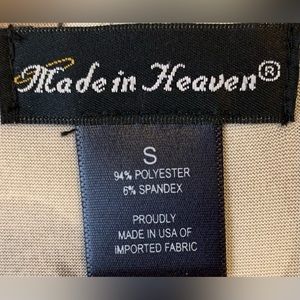 Made in Heaven®
S
94% POLYESTER
6% SPANDEX
PROUDLY
MADE IN USA OF
IMPORTED FABRIC